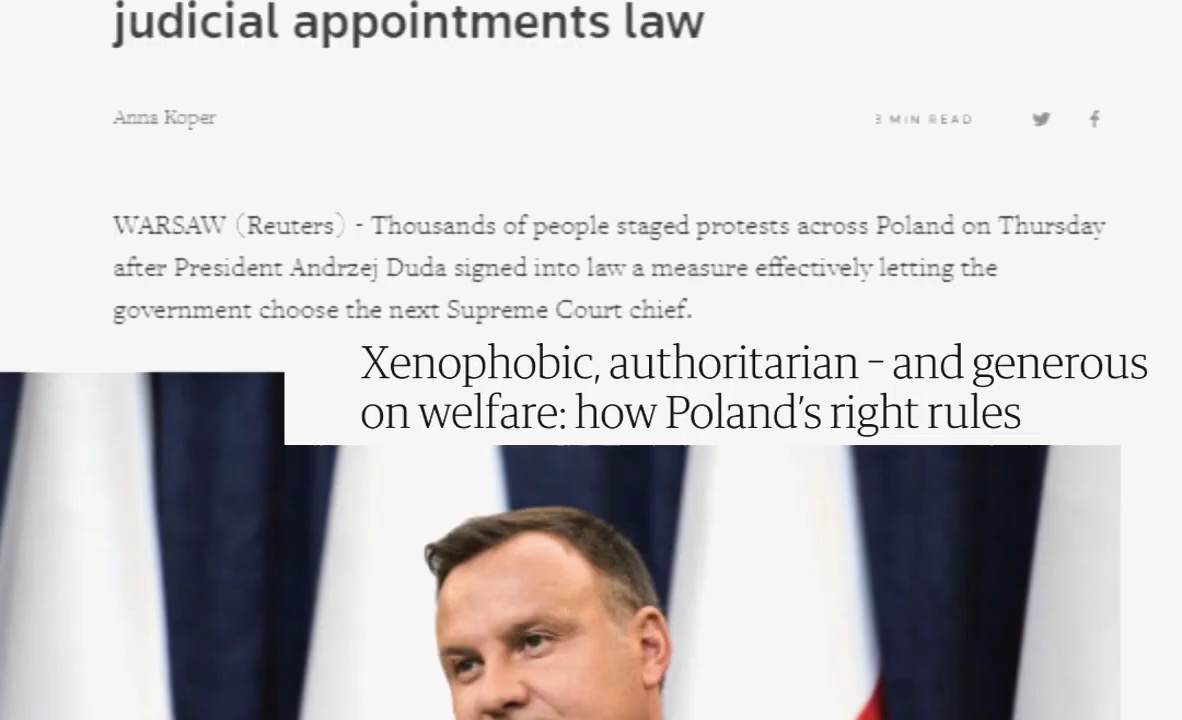 judicial appointments law
Anna Koper
3 MIN READ
WARSAW (Reuters) - Thousands of people staged protests across Poland on Thursday
after President Andrzej Duda signed into law a measure effectively letting the
government choose the next Supreme Court chief.
Xenophobic, authoritarian – and generous
on welfare: how Poland's right rules